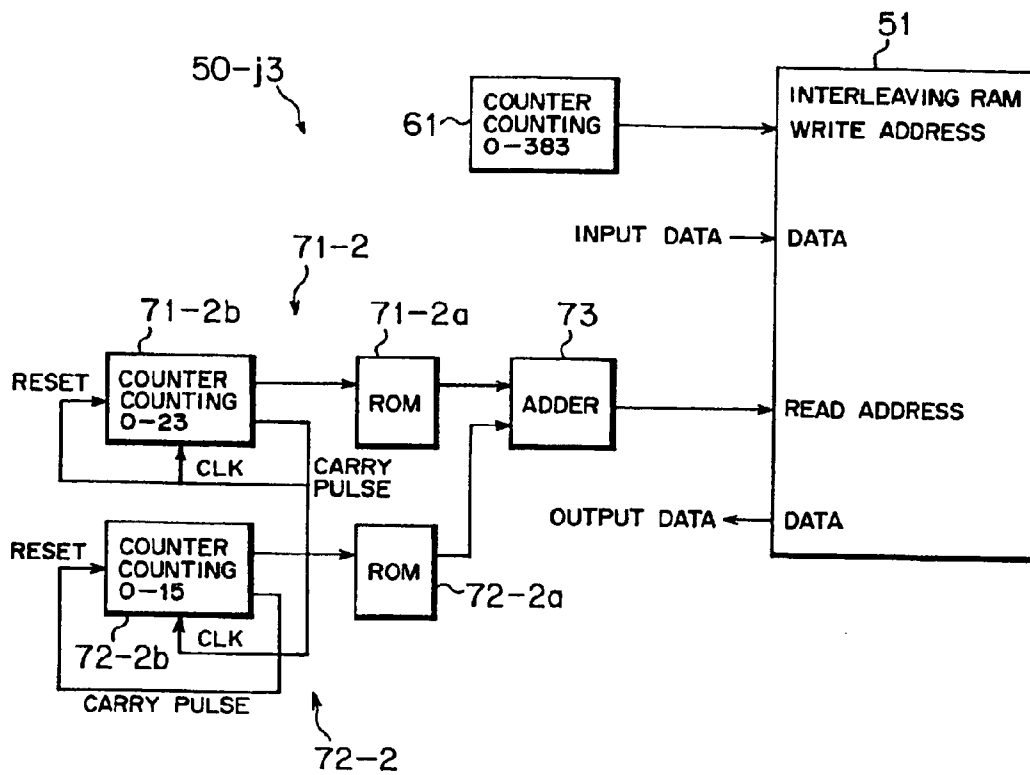 50-j3
51
61
COUNTER
COUNTING
0-383
INTERLEAVING RAM
WRITE ADDRESS
INPUT DATA
DATA
71-2
71-2b
71-2a
73
RESET
COUNTER
COUNTING
0-23
ROM
ADDER
READ ADDRESS
CLK
CARRY
PULSE
OUTPUT DATA
DATA
RESET
COUNTER
COUNTING
0-15
ROM
72-2a
72-2b
CLK
CARRY PULSE
72-2